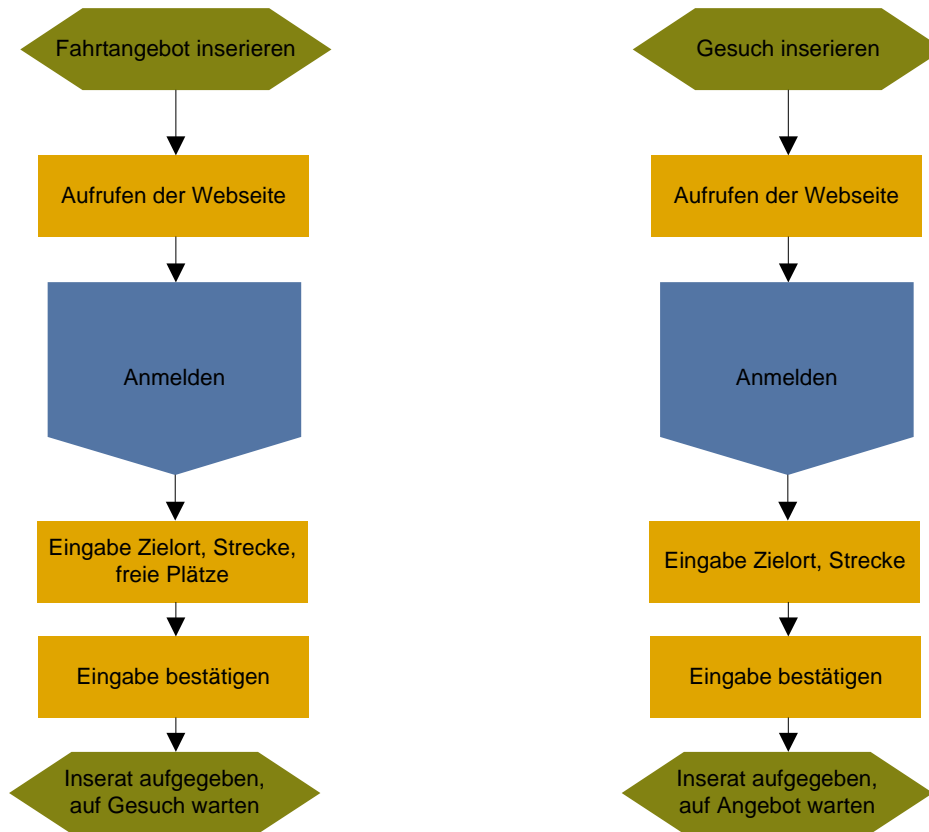 Fahrtangebot inserieren
Aufrufen der Webseite
Anmelden
Eingabe Zielort, Strecke,
freie Plätze
Eingabe bestätigen
Inserat aufgegeben,
auf Gesuch warten
Gesuch inserieren
Aufrufen der Webseite
Anmelden
Eingabe Zielort, Strecke
Eingabe bestätigen
Inserat aufgegeben,
auf Angebot warten